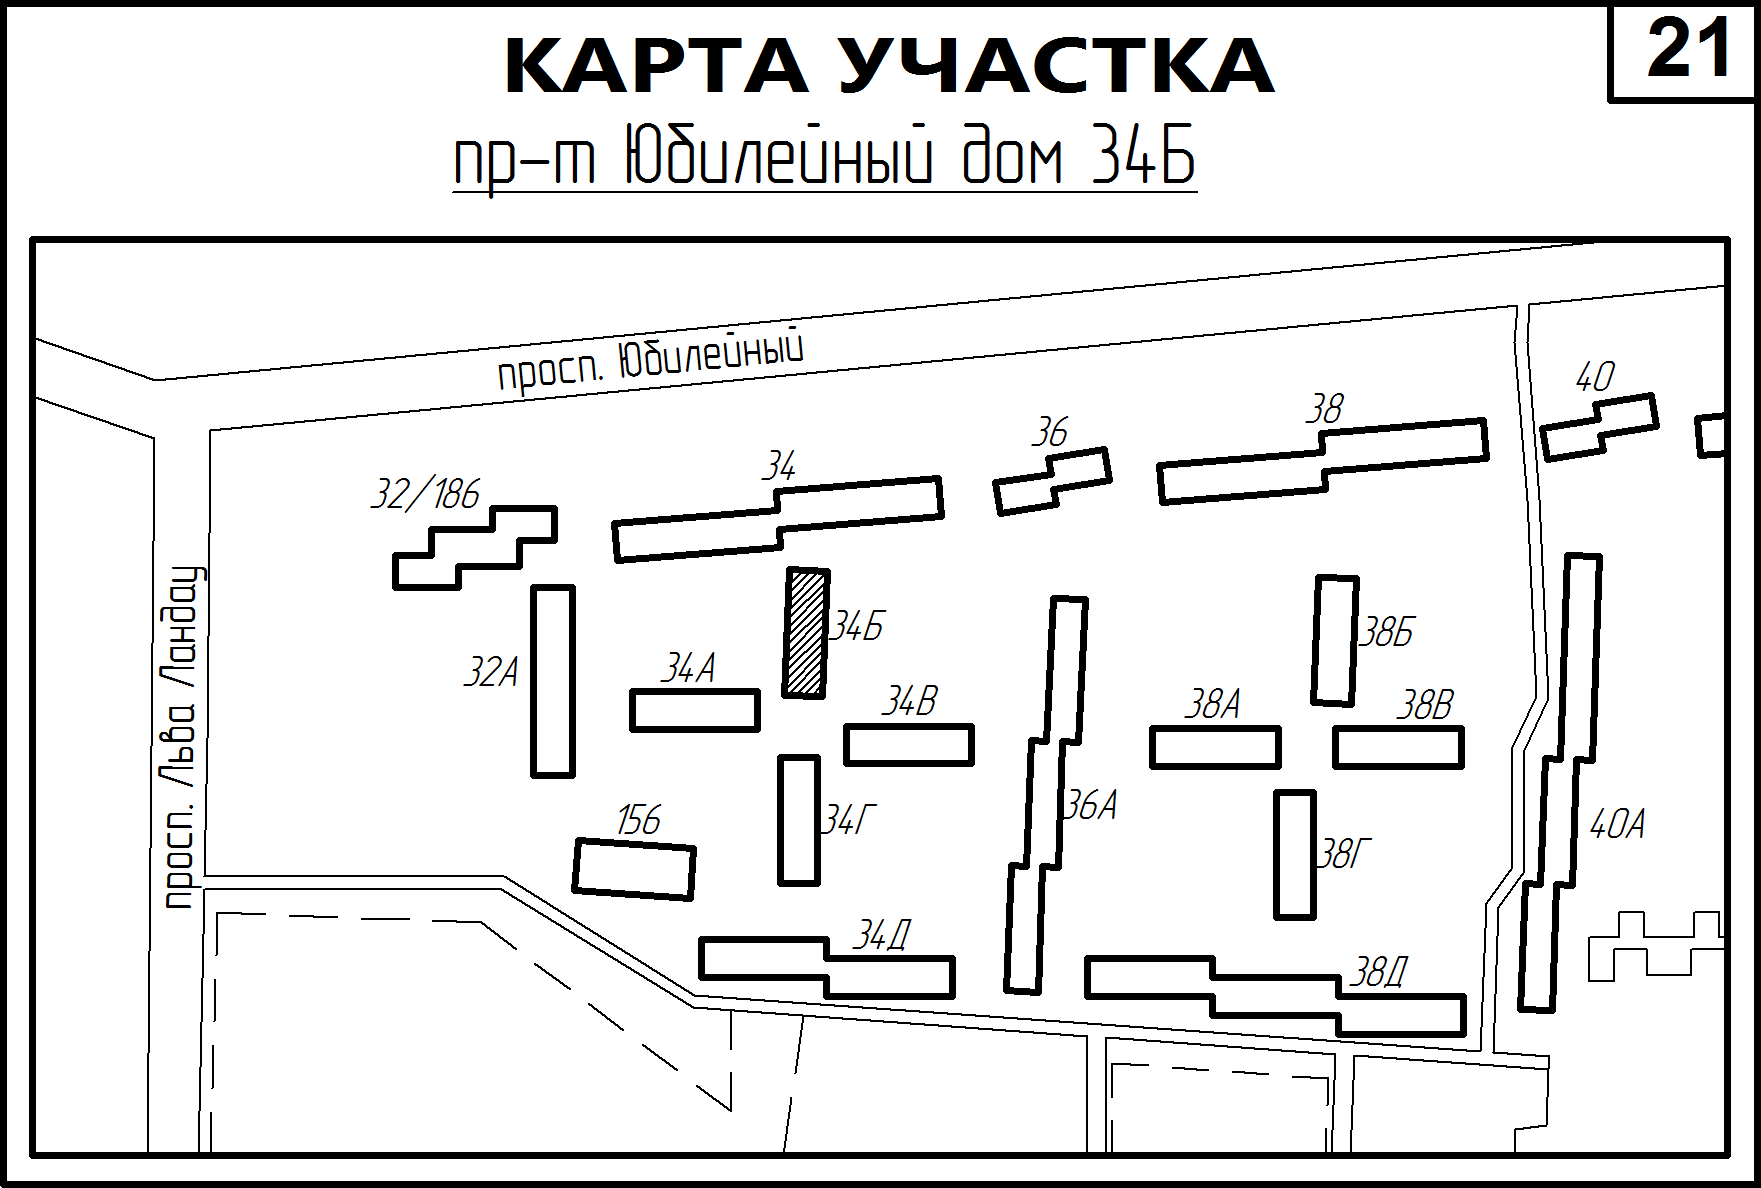 21
КАРТА УЧАСТКА
пр-т Юбилейный дом 34Б
просп. Юбилейный
40
38
36
34
32/186
просп. Льва Ландау
34Б
38Б
32А
34А
34В
38А
38В
156
34Г
36А
38Г
40А
34Д
38Д